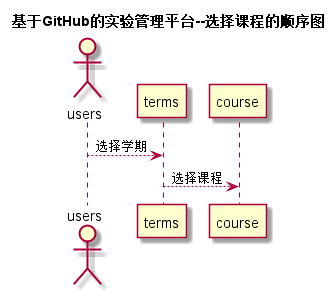 基于GitHub的实验管理平台--选择课程的顺序图
users
terms
course
选择学期
选择课程
users
terms
course